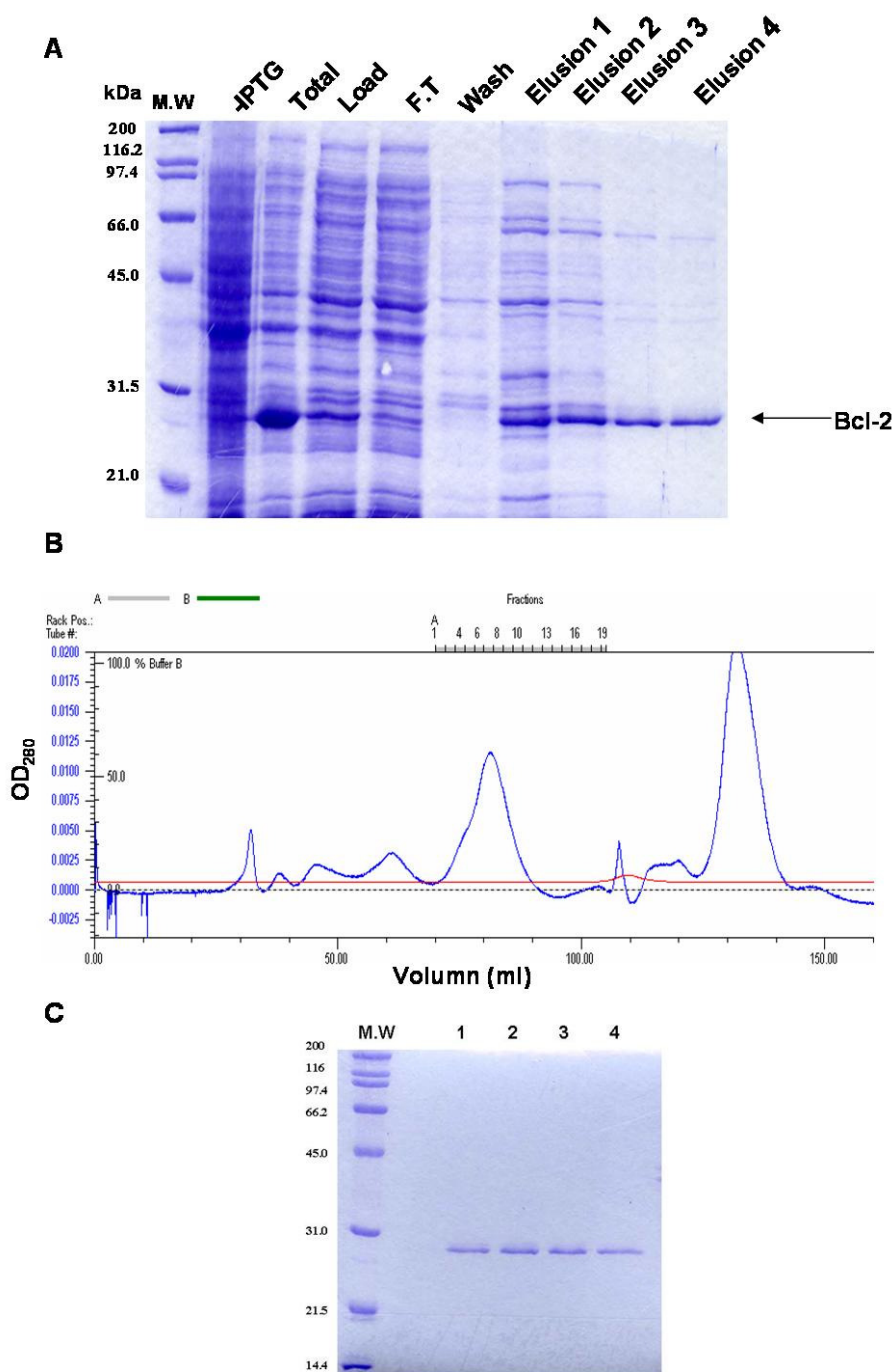 A
kDa
M.W -IPTG Total Load F.T Wash Elusion 1 Elusion 2 Elusion 3 Elusion 4
200
116.2
97.4
66.0
45.0
31.5
21.0
Bcl-2
B
A B Fractions
Rack Pos.: A
Tube #: 1 4 6 8 10 13 16 19
0.0200 100.0 % Buffer B
0.0175
0.0150
0.0125
0.0100 50.0
0.0075
0.0050
0.0025
0.0000 0.0
-0.0025
OD280
0.00 50.00 100.00 150.00
Volumn (ml)
C
M.W 1 2 3 4
200
116
97.4
66.2
45.0
31.0
21.5
14.4